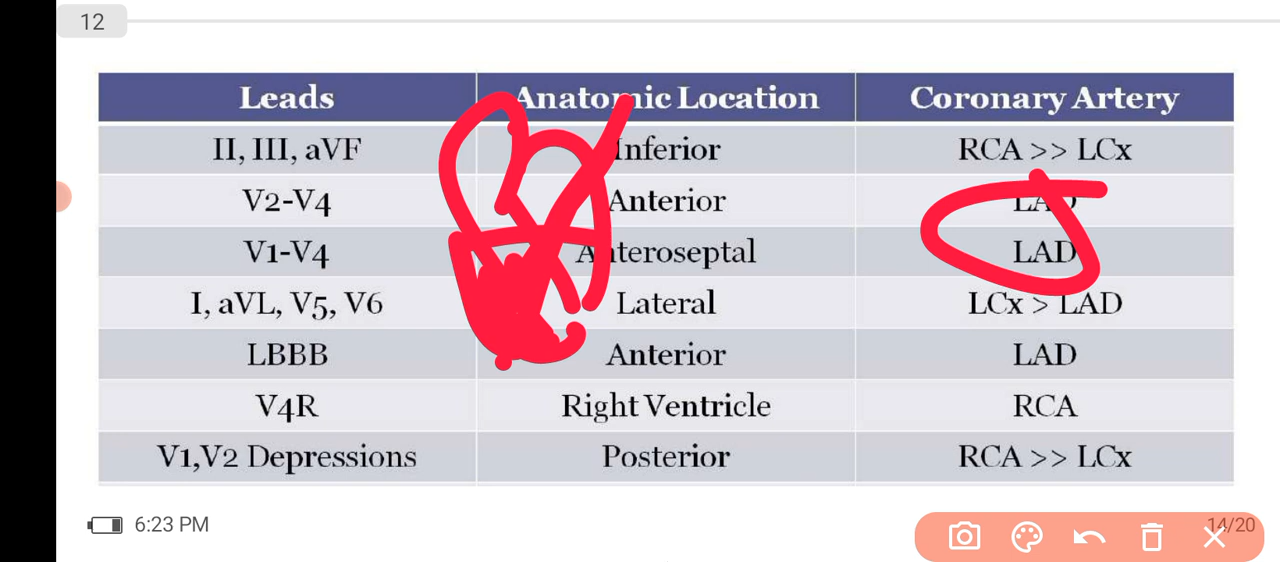 12
Leads Anatomic Location Coronary Artery
II, III, aVF Inferior RCA >> LCx
V2-V4 Anterior LAD
V1-V4 Anteroseptal LAD
I, aVL, V5, V6 Lateral LCx > LAD
LBBB Anterior LAD
V4R Right Ventricle RCA
V1,V2 Depressions Posterior RCA >> LCx
6:23 PM 14/20